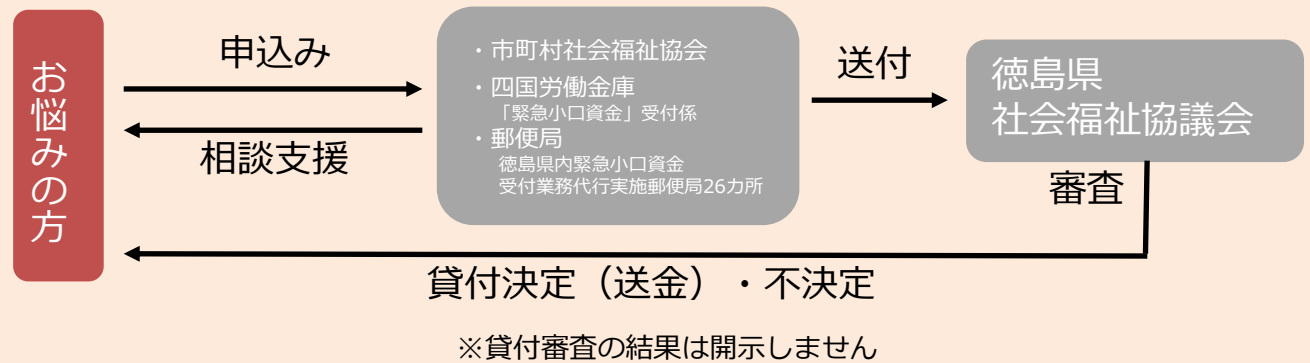 お悩みの方
申込み
相談支援
・市町村社会福祉協会
・四国労働金庫
「緊急小口資金」受付係
・郵便局
徳島県内緊急小口資金
受付業務代行実施郵便局26カ所
送付
徳島県
社会福祉協議会
審査
貸付決定（送金）・不決定
※貸付審査の結果は開示しません